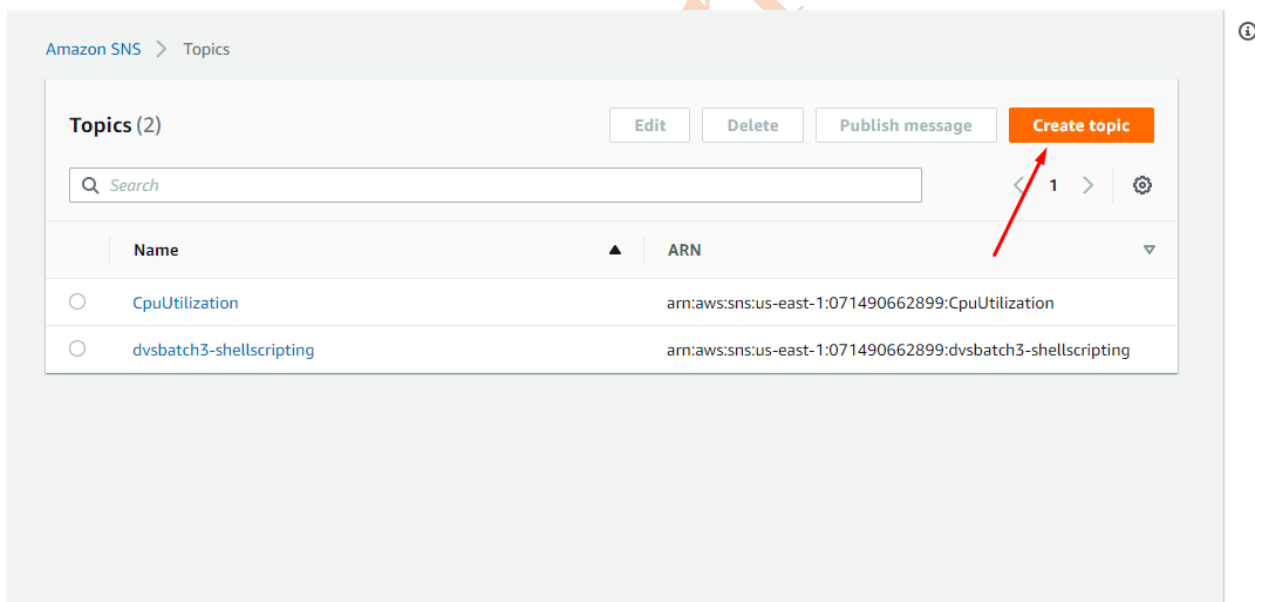 Amazon SNS > Topics
Topics (2) Edit Delete Publish message Create topic
Search 1
Name ARN
CpuUtilization arn:aws:sns:us-east-1:071490662899:CpuUtilization
dvsbatch3-shellscripting arn:aws:sns:us-east-1:071490662899:dvsbatch3-shellscripting